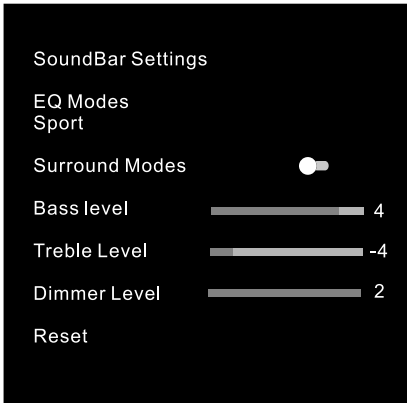 SoundBar Settings
EQ Modes
Sport
Surround Modes
Bass level 4
Treble Level -4
Dimmer Level 2
Reset